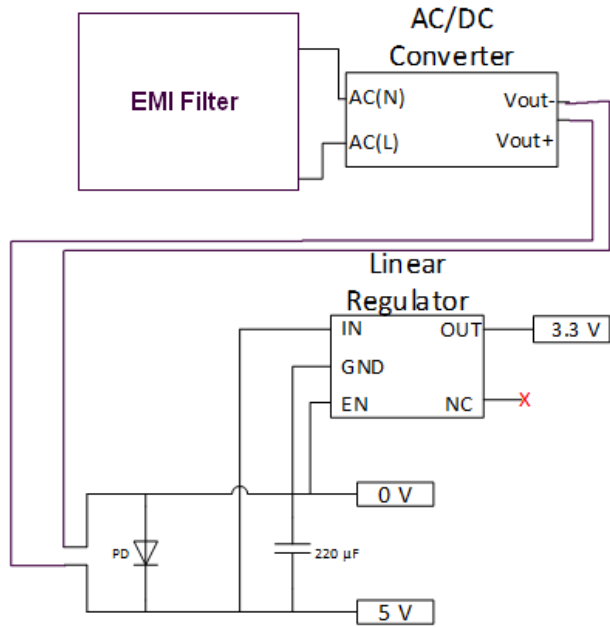 AC/DC
Converter
EMI Filter
AC(N)
Vout-
AC(L)
Vout+
Linear
Regulator
IN
OUT
3.3 V
GND
EN
NC
X
0 V
PD
220 µF
5 V